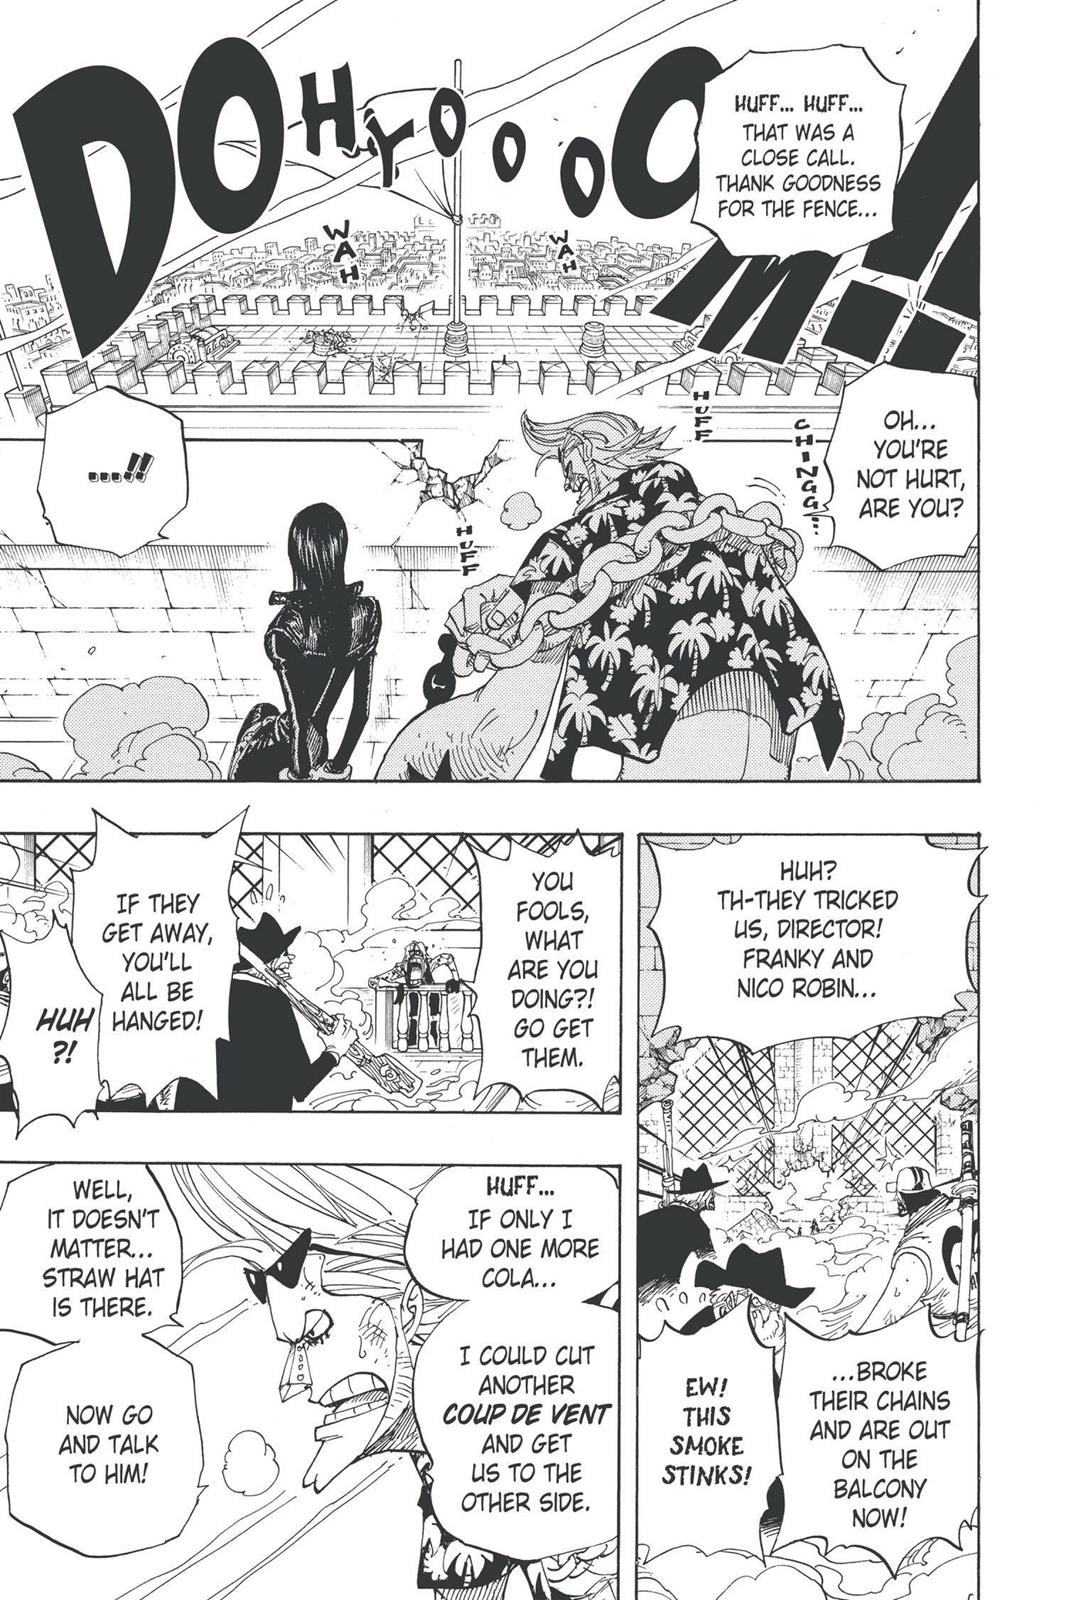 DOHYOOOOOM!!
HUFF... HUFF...
THAT WAS A
CLOSE CALL.
THANK GOODNESS
FOR THE FENCE...
WAH
WAH
OH...
YOU'RE
NOT HURT,
ARE YOU?
CHINGG...
HUFF
HUFF
...!!
HUH?
TH-THEY TRICKED
US, DIRECTOR!
FRANKY AND
NICO ROBIN...
...BROKE
THEIR CHAINS
AND ARE OUT
ON THE
BALCONY
NOW!
EW!
THIS
SMOKE
STINKS!
YOU
FOOLS,
WHAT
ARE YOU
DOING?!
GO GET
THEM.
IF THEY
GET AWAY,
YOU'LL
ALL BE
HANGED!
HUH
?!
HUFF...
IF ONLY I
HAD ONE MORE
COLA...
I COULD CUT
ANOTHER
COUP DE VENT
AND GET
US TO THE
OTHER SIDE.
WELL,
IT DOESN'T
MATTER...
STRAW HAT
IS THERE.
NOW GO
AND TALK
TO HIM!